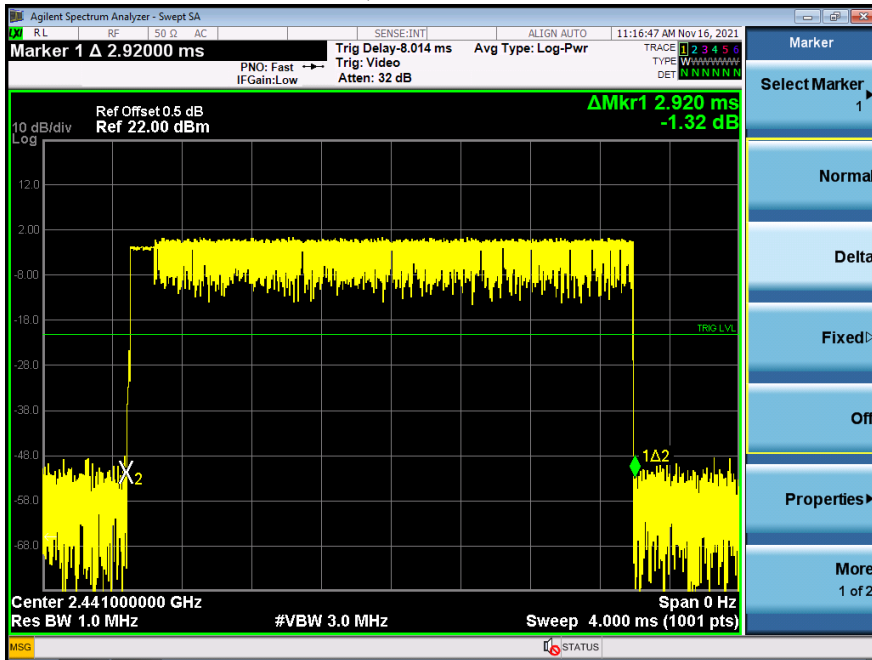 Agilent Spectrum Analyzer - Swept SA
LXI RL RF 50 Ω AC SENSE:INT ALIGN AUTO 11:16:47 AM Nov 16, 2021
Marker 1 Δ 2.92000 ms
PNO: Fast
IFGain:Low
Trig Delay-8.014 ms
Trig: Video
Atten: 32 dB
Avg Type: Log-Pwr
TRACE 1 2 3 4 5 6
TYPE WWWWWW
DET N N N N N N
ΔMkr1 2.920 ms
-1.32 dB
Ref Offset 0.5 dB
10 dB/div Ref 22.00 dBm
Log
12.0
2.00
-8.00
-18.0
TRIG LVL
-28.0
-38.0
-48.0
1Δ2
X2
-58.0
-68.0
Center 2.441000000 GHz Span 0 Hz
Res BW 1.0 MHz #VBW 3.0 MHz Sweep 4.000 ms (1001 pts)
MSG STATUS
Marker
Select Marker
1
Normal
Delta
Fixed
Off
Properties
More
1 of 2